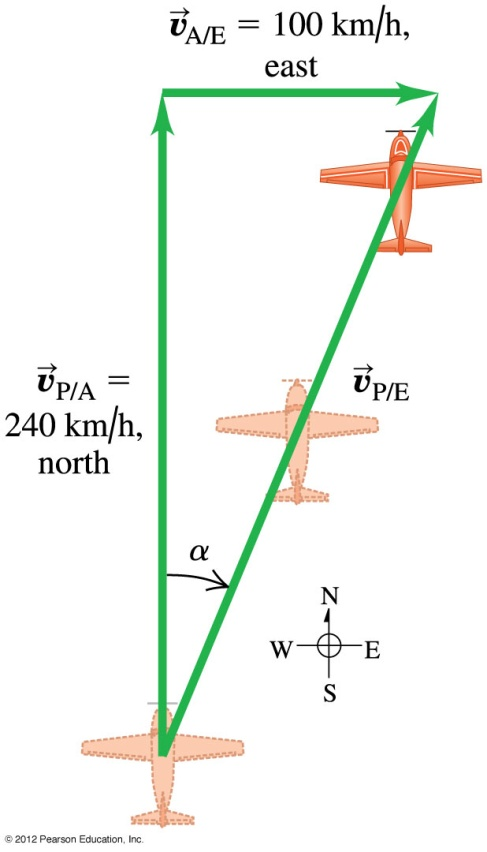 v⃗A/E = 100 km/h,
east
v⃗P/A =
240 km/h,
north
v⃗P/E
α
N
W E
S
© 2012 Pearson Education, Inc.